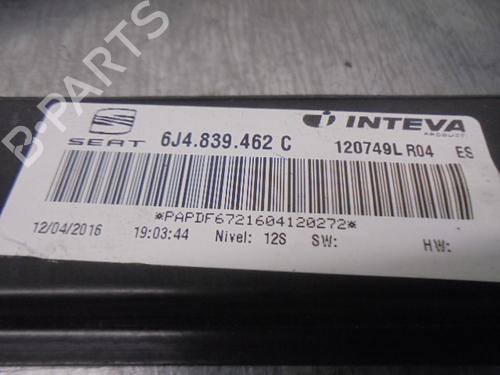 B-PARTS
SEAT
6J4.839.462 C
INTEVA
PRODUCTS
120749L R04 ES
*PAPDF6721604120272*
12/04/2016 19:03:44 Nivel: 12S SW: HW: